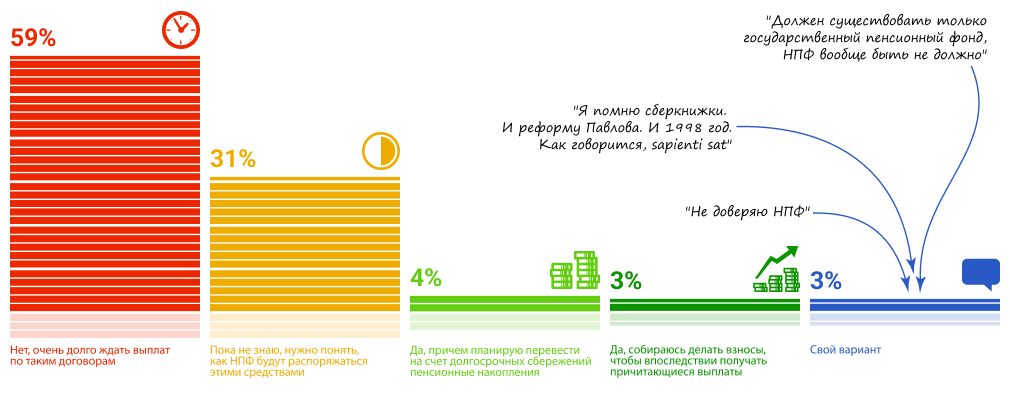 59%
31%
4%
3%
3%
"Должен существовать только
государственный пенсионный фонд,
НПФ вообще быть не должно"
"Я помню сберкнижки.
И реформу Павлова. И 1998 год.
Как говорится, sapienti sat"
"Не доверяю НПФ"
Нет, очень долго ждать выплат
по таким договорам
Пока не знаю, нужно понять,
как НПФ будут распоряжаться
этими средствами
Да, причем планирую перевести
на счет долгосрочных сбережений
пенсионные накопления
Да, собираюсь делать взносы,
чтобы впоследствии получать
причитающиеся выплаты
Свой вариант